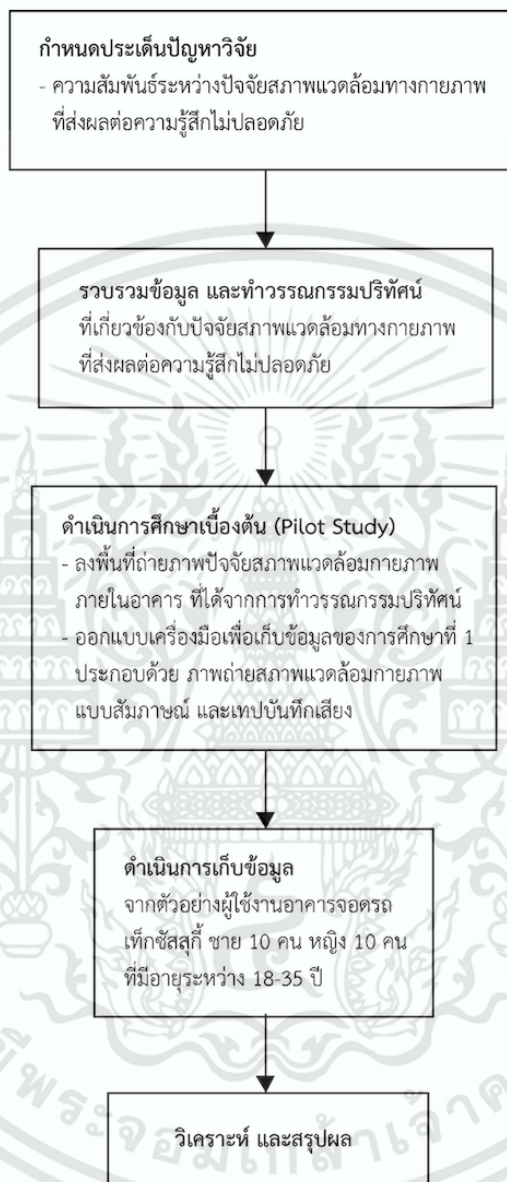 กำหนดประเด็นปัญหาวิจัย
- ความสัมพันธ์ระหว่างปัจจัยสภาพแวดล้อมทางกายภาพ
ที่ส่งผลต่อความรู้สึกไม่ปลอดภัย
รวบรวมข้อมูล และทำวรรณกรรมปริทัศน์
ที่เกี่ยวข้องกับปัจจัยสภาพแวดล้อมทางกายภาพ
ที่ส่งผลต่อความรู้สึกไม่ปลอดภัย
ดำเนินการศึกษาเบื้องต้น (Pilot Study)
- ลงพื้นที่ถ่ายภาพปัจจัยสภาพแวดล้อมกายภาพ
ภายในอาคาร ที่ได้จากการทำวรรณกรรมปริทัศน์
- ออกแบบเครื่องมือเพื่อเก็บข้อมูลของการศึกษาที่ 1
ประกอบด้วย ภาพถ่ายสภาพแวดล้อมกายภาพ
แบบสัมภาษณ์ และเทปบันทึกเสียง
ดำเนินการเก็บข้อมูล
จากตัวอย่างผู้ใช้งานอาคารจอดรถ
เท็กซัสสุกี้ ชาย 10 คน หญิง 10 คน
ที่มีอายุระหว่าง 18-35 ปี
วิเคราะห์ และสรุปผล